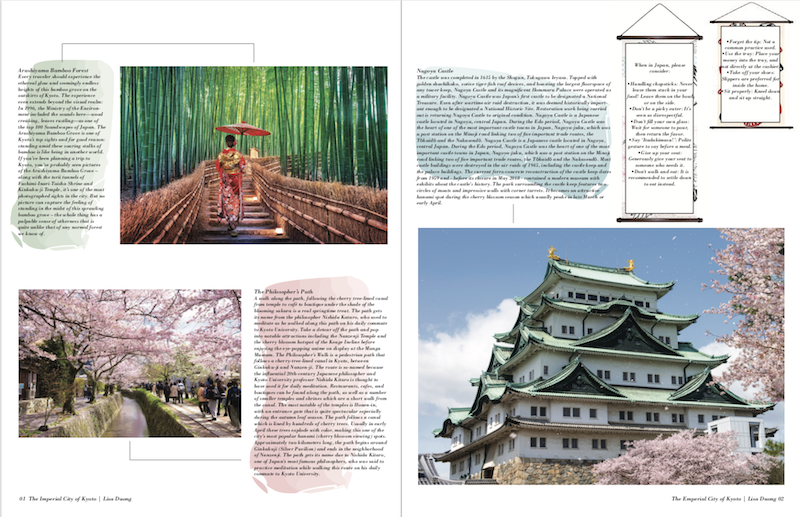 Arashiyama Bamboo Forest
Every traveler should experience the
ethereal glow and seemingly endless
heights of this bamboo grove on the
outskirts of Kyoto. The experience
even extends beyond the visual realm:
In 1996, the Ministry of the Environ-
ment included the sounds here—wood
creaking, leaves rustling—as one of
the top 100 Soundscapes of Japan. The
Arashiyama Bamboo Grove is one of
Kyoto's top sights and for good reason:
standing amid these soaring stalks of
bamboo is like being in another world.
If you've been planning a trip to
Kyoto, you've probably seen pictures
of the Arashiyama Bamboo Grove—
along with the torii tunnels of
Fushimi-Inari-Taisha Shrine and
Kinkaku-ji Temple, it's one of the most
photographed sights in the city. But no
picture can capture the feeling of
standing in the midst of this sprawling
bamboo grove—the whole thing has a
palpable sense of otherness that is
quite unlike that of any normal forest
we know of.
The Philosopher's Path
A walk along the path, following the cherry tree-lined canal
from temple to café to boutique under the shade of the
blooming sakura is a real springtime treat. The path gets
its name from the philosopher Nishida Kataro, who used to
meditate as he walked along this path on his daily commute
to Kyoto University. Take a detour off the path and pop
into notable attractions including the Nanzenji Temple and
the cherry blossom hotspot of the Keage Incline before
enjoying the eye-popping anime on display at the Manga
Museum. The Philosopher's Walk is a pedestrian path that
follows a cherry-tree-lined canal in Kyoto, between
Ginkaku-ji and Nanzen-ji. The route is so-named because
the influential 20th-century Japanese philosopher and
Kyoto University professor Nishida Kitaro is thought to
have used it for daily meditation. Restaurants, cafes, and
boutiques can be found along the path, as well as a number
of smaller temples and shrines which are a short walk from
the canal. The most notable of the temples is Honen-in,
with an entrance gate that is quite spectacular especially
during the autumn leaf season. The path follows a canal
which is lined by hundreds of cherry trees. Usually in early
April these trees explode with color, making this one of the
city's most popular hanami (cherry blossom viewing) spots.
Approximately two kilometers long, the path begins around
Ginkakuji (Silver Pavilion) and ends in the neighborhood
of Nanzenji. The path gets its name due to Nishida Kitaro,
one of Japan's most famous philosophers, who was said to
practice meditation while walking this route on his daily
commute to Kyoto University.
01 The Imperial City of Kyoto | Lisa Duong
Nagoya Castle
The castle was completed in 1615 by the Shogun, Tokugawa Ieyasu. Topped with
golden shachihoko, native tiger-fish roof devices, and boasting the largest floorspace of
any tower keep, Nagoya Castle and its magnificent Honmaru Palace were operated as
a military facility. Nagoya Castle was Japan's first castle to be designated a National
Treasure. Even after wartime air raid destruction, it was deemed historically import-
ant enough to be designated a National Historic Site. Restoration work being carried
out is returning Nagoya Castle to original condition. Nagoya Castle is a Japanese
castle located in Nagoya, central Japan. During the Edo period, Nagoya Castle was
the heart of one of the most important castle towns in Japan, Nagoya-juku, which was
a post station on the Minoji road linking two of five important trade routes, the
Tōkaidō and the Nakasendō. Nagoya Castle is a Japanese castle located in Nagoya,
central Japan. During the Edo period, Nagoya Castle was the heart of one of the most
important castle towns in Japan, Nagoya-juku, which was a post station on the Minoji
road linking two of five important trade routes, the Tōkaidō and the Nakasendō. Most
castle buildings were destroyed in the air raids of 1945, including the castle keep and
the palace buildings. The current ferro-concrete reconstruction of the castle keep dates
from 1959 and - before its closure in May 2018 - contained a modern museum with
exhibits about the castle's history. The park surrounding the castle keep features two
circles of moats and impressive walls with corner turrets. It becomes an attractive
hanami spot during the cherry blossom season which usually peaks in late March or
early April.
When in Japan, please
consider:
•Handling chopsticks: Never
leave them stuck in your
food! Leave them on the bowl,
or on the side.
•Don't be a picky eater: It's
seen as disrespectful.
•Don't fill your own glass:
Wait for someone to pour,
then return the favor.
•Say 'Itadakimasu': Polite
gesture to say before a meal.
•Give up your seat:
Generously give your seat to
someone who needs it.
•Don't walk and eat: It is
recommended to settle down
to eat instead.
•Forget the tip: Not a
common practice used.
•Use the tray: Place your
money into the tray, and
not directly at the cashier.
•Take off your shoes:
Slippers are preferred for
inside the home.
•Sit properly: Kneel down
and sit up straight.
The Emperial City of Kyoto | Lisa Duong 02